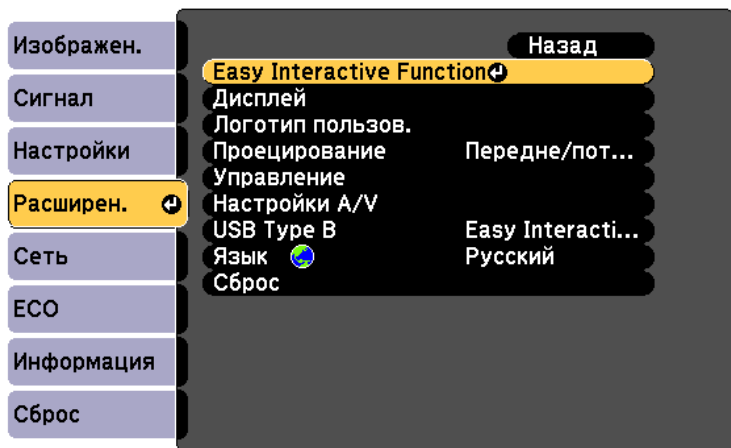 Изображен.
Сигнал
Настройки
Расширен.
Сеть
ECO
Информация
Сброс
Назад
Easy Interactive Function
Дисплей
Логотип пользов.
Проецирование Передне/пот...
Управление
Настройки A/V
USB Type B Easy Interacti...
Язык Русский
Сброс